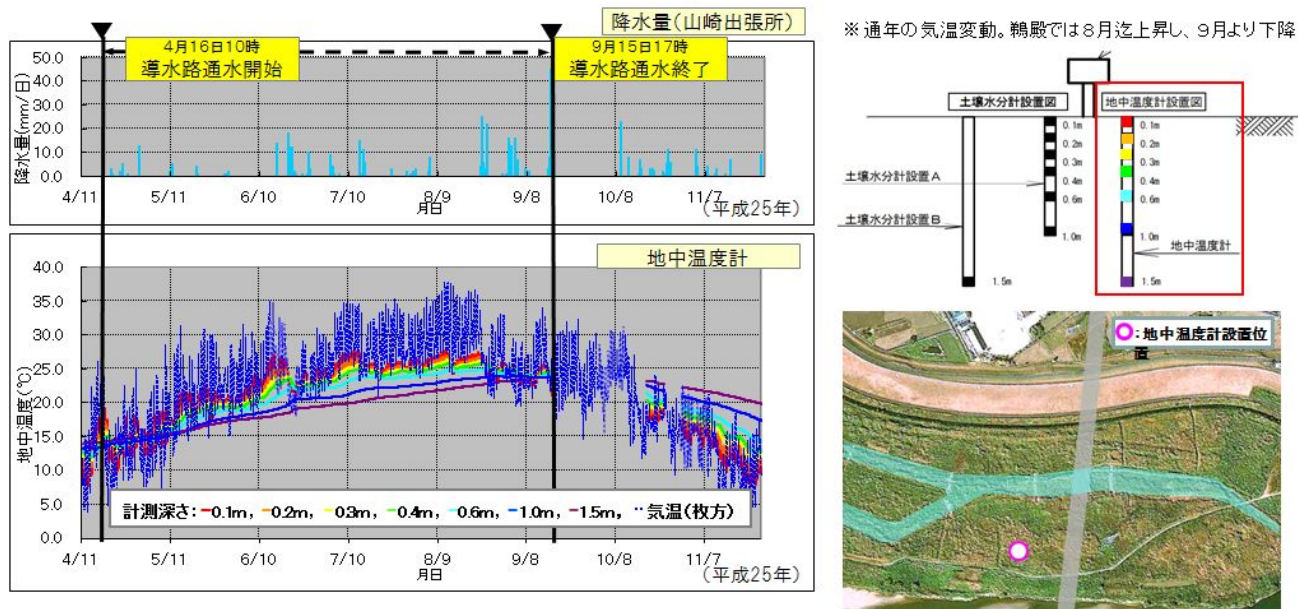 降水量(山崎出張所)
4月16日10時
導水路通水開始
9月15日17時
導水路通水終了
降水量(mm/日)
50.0
40.0
30.0
20.0
10.0
0.0
4/11 5/11 6/10 7/10 8/9 9/8 10/8 11/7
月日
(平成25年)
地中温度計
地中温度(℃)
40.0
35.0
30.0
25.0
20.0
15.0
10.0
5.0
0.0
計測深さ: 0.1m, 0.2m, 0.3m, 0.4m, 0.6m, 1.0m, 1.5m, 気温(枚方)
4/11 5/11 6/10 7/10 8/9 9/8 10/8 11/7
月日
(平成25年)
※通年の気温変動。鵜殿では8月迄上昇し、9月より下降
土壌水分計設置図
地中温度計設置図
0.1m
0.2m
0.3m
0.4m
0.6m
1.0m
0.1m
0.2m
0.3m
0.4m
0.6m
1.0m
1.5m
土壌水分計設置A
土壌水分計設置B
1.5m
地中温度計
:地中温度計設置位
置